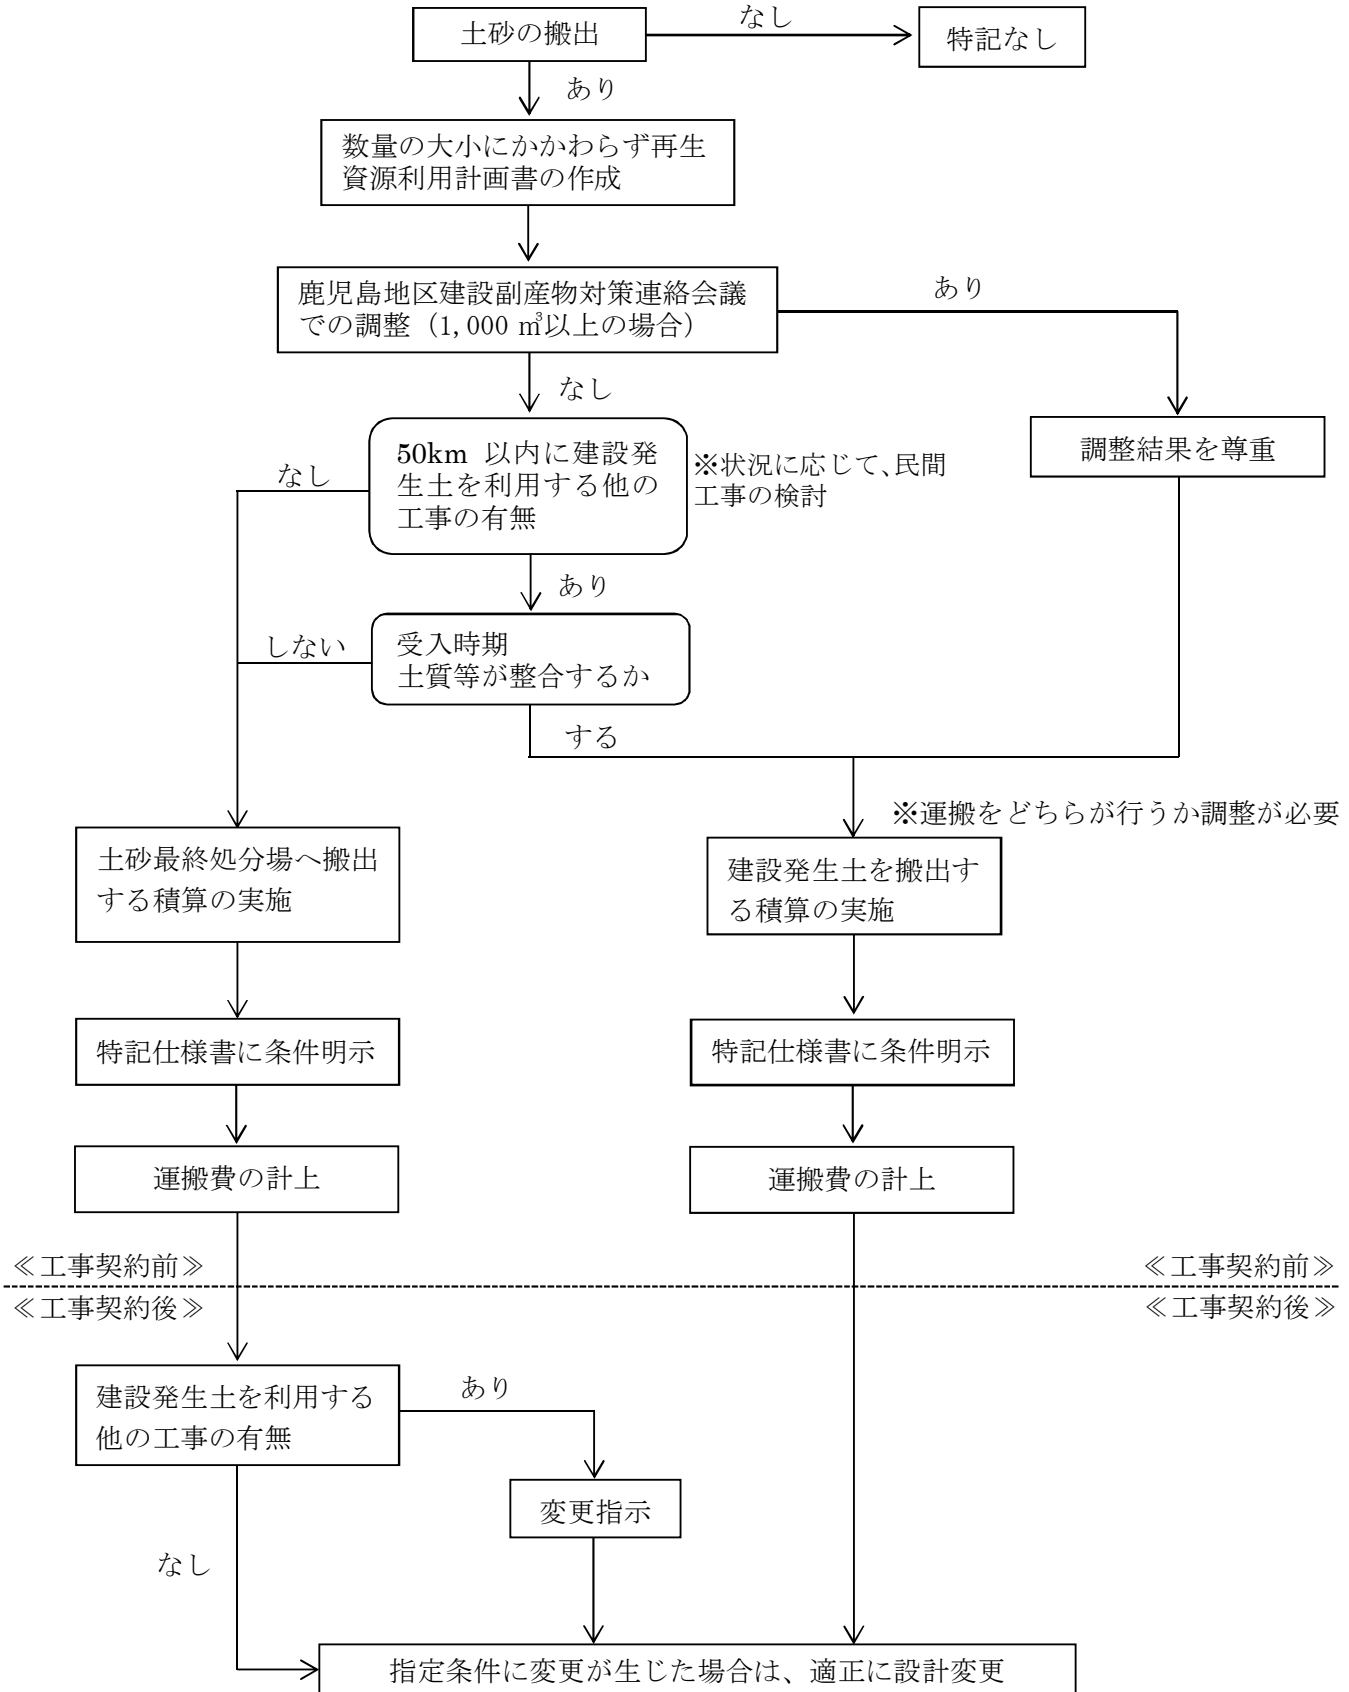 土砂の搬出
なし
特記なし
あり
数量の大小にかかわらず再生
資源利用計画書の作成
鹿児島地区建設副産物対策連絡会議
での調整（1,000 ㎥以上の場合）
あり
なし
調整結果を尊重
50km 以内に建設発
生土を利用する他の
工事の有無
※状況に応じて、民間
工事の検討
なし
あり
受入時期
土質等が整合するか
しない
する
※運搬をどちらが行うか調整が必要
土砂最終処分場へ搬出
する積算の実施
建設発生土を搬出す
る積算の実施
特記仕様書に条件明示
特記仕様書に条件明示
運搬費の計上
運搬費の計上
≪工事契約前≫
≪工事契約前≫
≪工事契約後≫
≪工事契約後≫
建設発生土を利用する
他の工事の有無
あり
変更指示
なし
指定条件に変更が生じた場合は、適正に設計変更